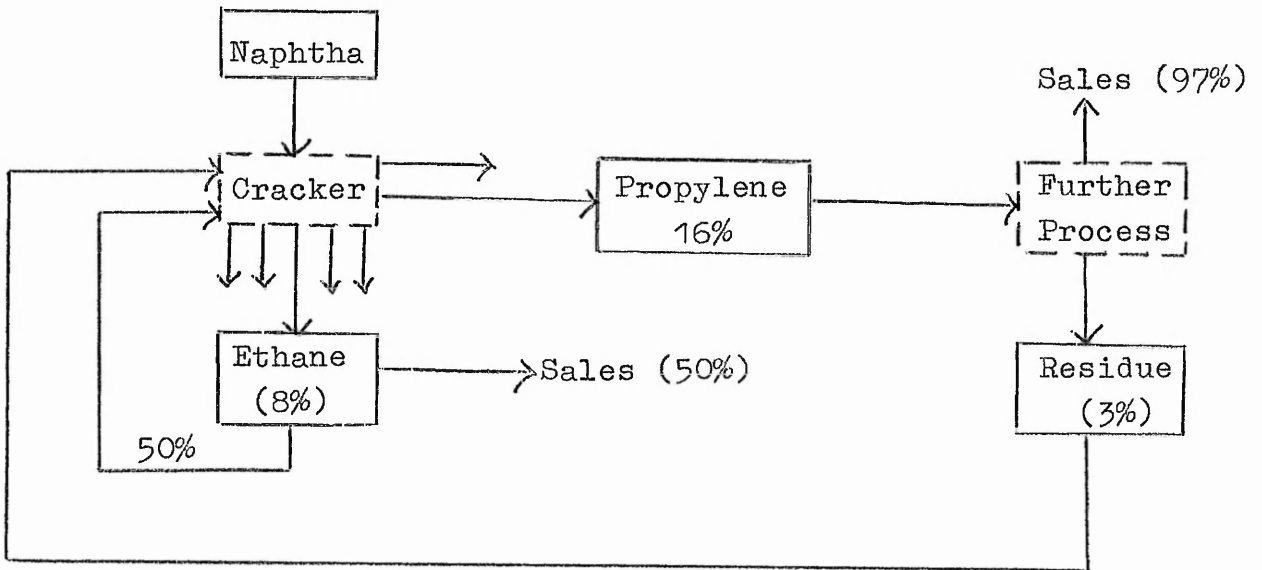 Naphtha
Sales (97%)
Cracker
Propylene
16%
Further
Process
Ethane
(8%)
Sales (50%)
Residue
(3%)
50%